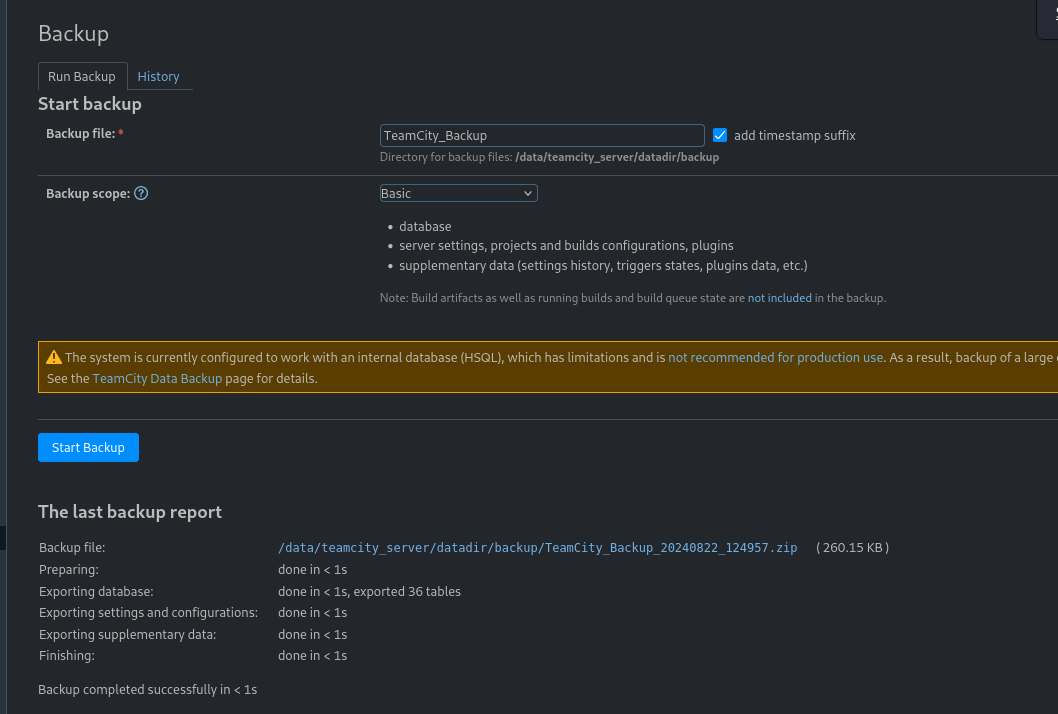 Backup
Run Backup History
Start backup
Backup file: * TeamCity_Backup add timestamp suffix
Directory for backup files: /data/teamcity_server/datadir/backup
Backup scope: ? Basic
• database
• server settings, projects and builds configurations, plugins
• supplementary data (settings history, triggers states, plugins data, etc.)
Note: Build artifacts as well as running builds and build queue state are not included in the backup.
The system is currently configured to work with an internal database (HSQL), which has limitations and is not recommended for production use. As a result, backup of a large
See the TeamCity Data Backup page for details.
Start Backup
The last backup report
Backup file: /data/teamcity_server/datadir/backup/TeamCity_Backup_20240822_124957.zip (260.15 KB)
Preparing: done in < 1s
Exporting database: done in < 1s, exported 36 tables
Exporting settings and configurations: done in < 1s
Exporting supplementary data: done in < 1s
Finishing: done in < 1s
Backup completed successfully in < 1s